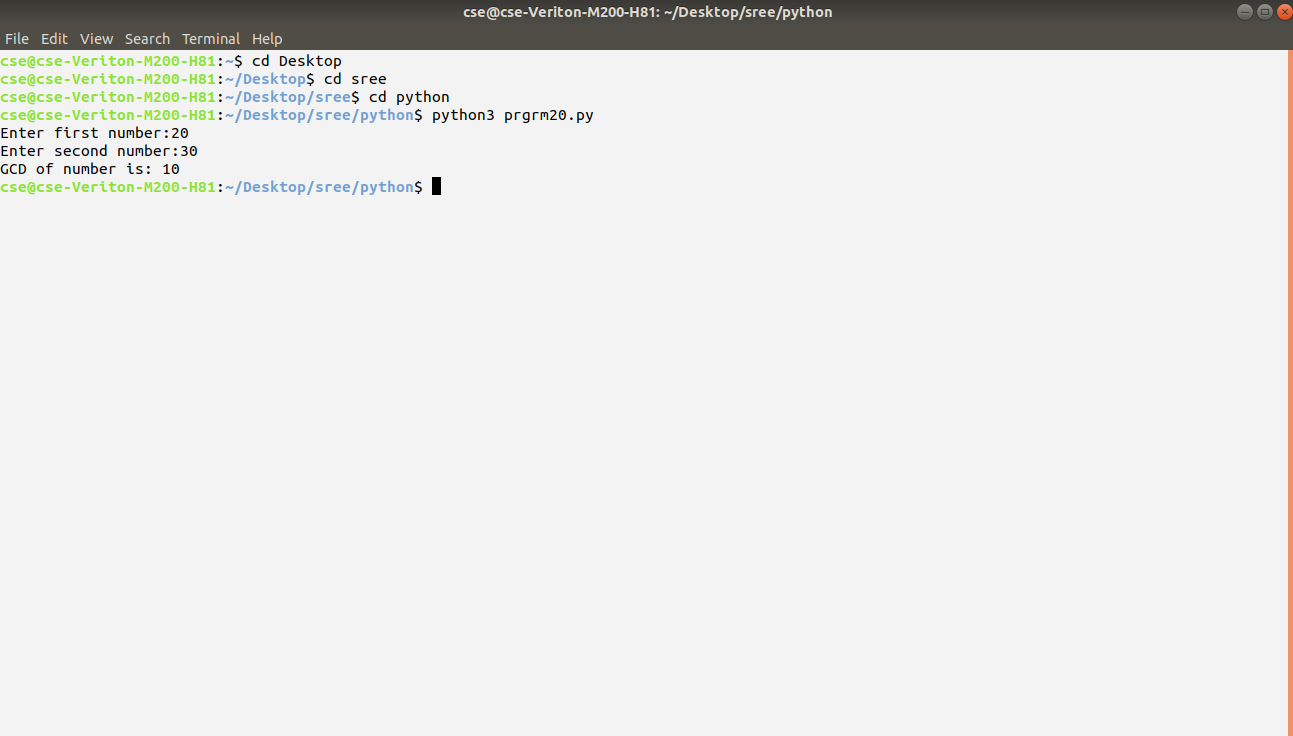 cse@cse-Veriton-M200-H81: ~/Desktop/sree/python
File Edit View Search Terminal Help
cse@cse-Veriton-M200-H81:~$ cd Desktop
cse@cse-Veriton-M200-H81:~/Desktop$ cd sree
cse@cse-Veriton-M200-H81:~/Desktop/sree$ cd python
cse@cse-Veriton-M200-H81:~/Desktop/sree/python$ python3 prgrm20.py
Enter first number:20
Enter second number:30
GCD of number is: 10
cse@cse-Veriton-M200-H81:~/Desktop/sree/python$